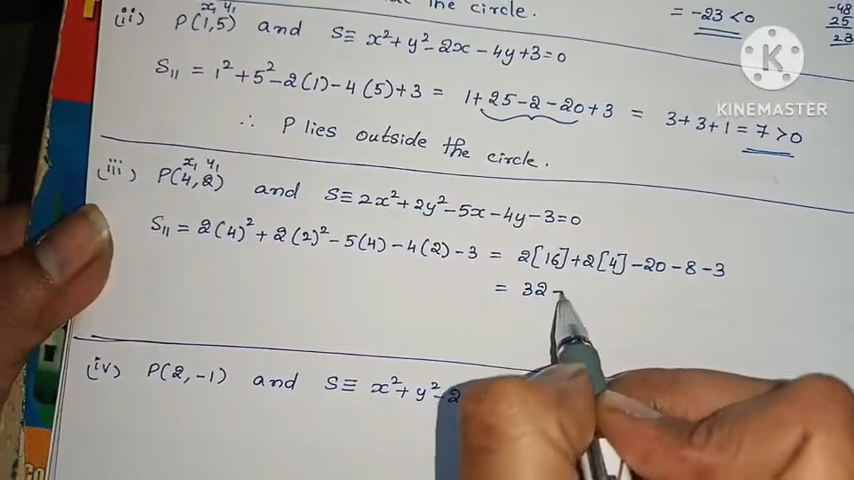 the circle.
= -23 < 0
-48
25
23
(ii) P(1,5) and S ≡ x² + y² - 2x - 4y + 3 = 0
x₁ y₁
S₁₁ = 1² + 5² - 2(1) - 4(5) + 3 = 1 + 25 - 2 - 20 + 3 = 3 + 3 + 1 = 7 > 0
∴ P lies outside the circle.
(iii) P(4,2) and S ≡ 2x² + 2y² - 5x - 4y - 3 = 0
x₁ y₁
S₁₁ = 2(4)² + 2(2)² - 5(4) - 4(2) - 3 = 2[16] + 2[4] - 20 - 8 - 3
= 32 -
(iv) P(2,-1) and S ≡ x² + y² - 2
K
KINEMASTER